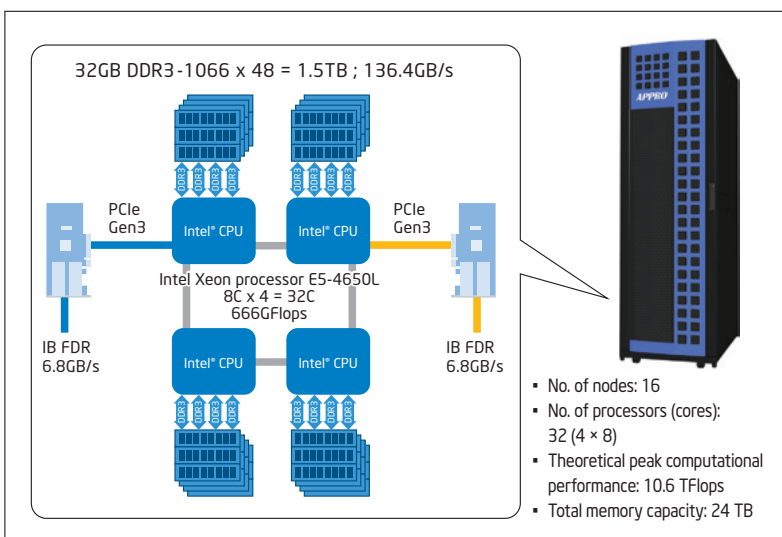 32GB DDR3-1066 x 48 = 1.5TB ; 136.4GB/s
DDR3 DDR3 DDR3 DDR3
DDR3 DDR3 DDR3 DDR3
PCIe
Gen3
Intel® CPU
Intel® CPU
PCIe
Gen3
Intel Xeon processor E5-4650L
8C x 4 = 32C
666GFlops
IB FDR
6.8GB/s
Intel® CPU
Intel® CPU
IB FDR
6.8GB/s
DDR3 DDR3 DDR3 DDR3
DDR3 DDR3 DDR3 DDR3
APPRO
▪ No. of nodes: 16
▪ No. of processors (cores):
32 (4 × 8)
▪ Theoretical peak computational
performance: 10.6 TFlops
▪ Total memory capacity: 24 TB